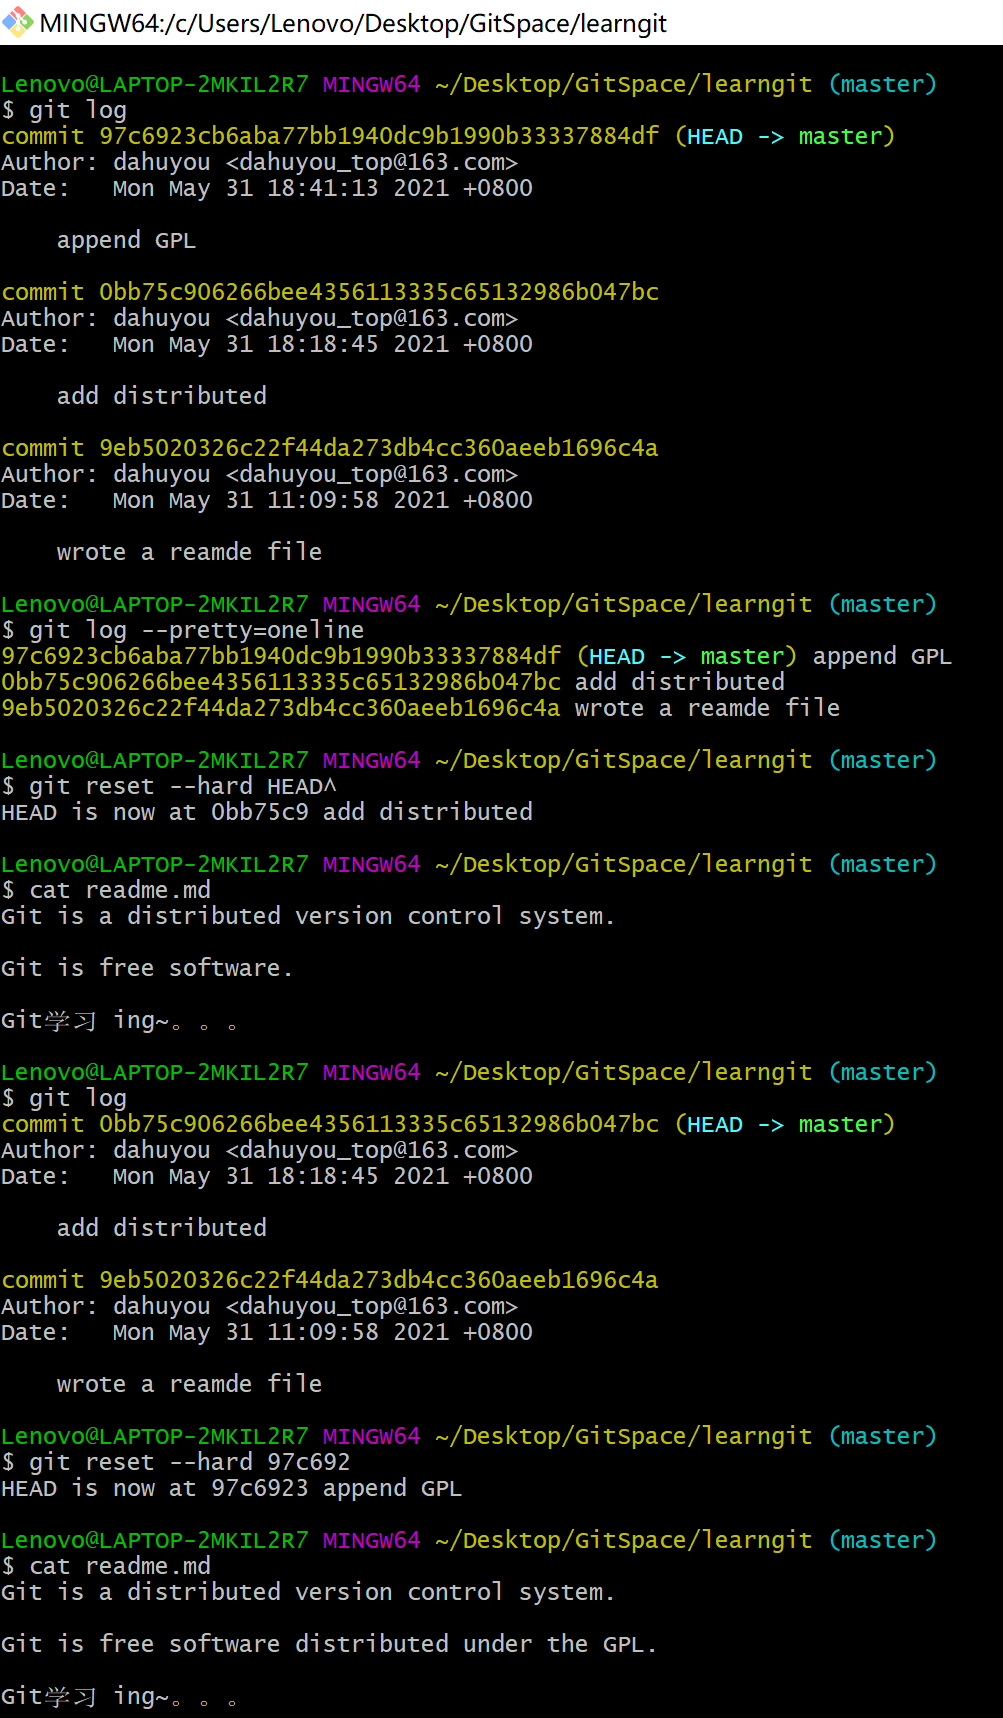 MINGW64:/c/Users/Lenovo/Desktop/GitSpace/learngit
Lenovo@LAPTOP-2MKIL2R7 MINGW64 ~/Desktop/GitSpace/learngit (master)
$ git log
commit 97c6923cb6aba77bb1940dc9b1990b33337884df (HEAD -> master)
Author: dahuyou <dahuyou_top@163.com>
Date:   Mon May 31 18:41:13 2021 +0800
    append GPL
commit 0bb75c906266bee4356113335c65132986b047bc
Author: dahuyou <dahuyou_top@163.com>
Date:   Mon May 31 18:18:45 2021 +0800
    add distributed
commit 9eb5020326c22f44da273db4cc360aeeb1696c4a
Author: dahuyou <dahuyou_top@163.com>
Date:   Mon May 31 11:09:58 2021 +0800
    wrote a reamde file
Lenovo@LAPTOP-2MKIL2R7 MINGW64 ~/Desktop/GitSpace/learngit (master)
$ git log --pretty=oneline
97c6923cb6aba77bb1940dc9b1990b33337884df (HEAD -> master) append GPL
0bb75c906266bee4356113335c65132986b047bc add distributed
9eb5020326c22f44da273db4cc360aeeb1696c4a wrote a reamde file
Lenovo@LAPTOP-2MKIL2R7 MINGW64 ~/Desktop/GitSpace/learngit (master)
$ git reset --hard HEAD^
HEAD is now at 0bb75c9 add distributed
Lenovo@LAPTOP-2MKIL2R7 MINGW64 ~/Desktop/GitSpace/learngit (master)
$ cat readme.md
Git is a distributed version control system.
Git is free software.
Git学习 ing~。。。
Lenovo@LAPTOP-2MKIL2R7 MINGW64 ~/Desktop/GitSpace/learngit (master)
$ git log
commit 0bb75c906266bee4356113335c65132986b047bc (HEAD -> master)
Author: dahuyou <dahuyou_top@163.com>
Date:   Mon May 31 18:18:45 2021 +0800
    add distributed
commit 9eb5020326c22f44da273db4cc360aeeb1696c4a
Author: dahuyou <dahuyou_top@163.com>
Date:   Mon May 31 11:09:58 2021 +0800
    wrote a reamde file
Lenovo@LAPTOP-2MKIL2R7 MINGW64 ~/Desktop/GitSpace/learngit (master)
$ git reset --hard 97c692
HEAD is now at 97c6923 append GPL
Lenovo@LAPTOP-2MKIL2R7 MINGW64 ~/Desktop/GitSpace/learngit (master)
$ cat readme.md
Git is a distributed version control system.
Git is free software distributed under the GPL.
Git学习 ing~。。。